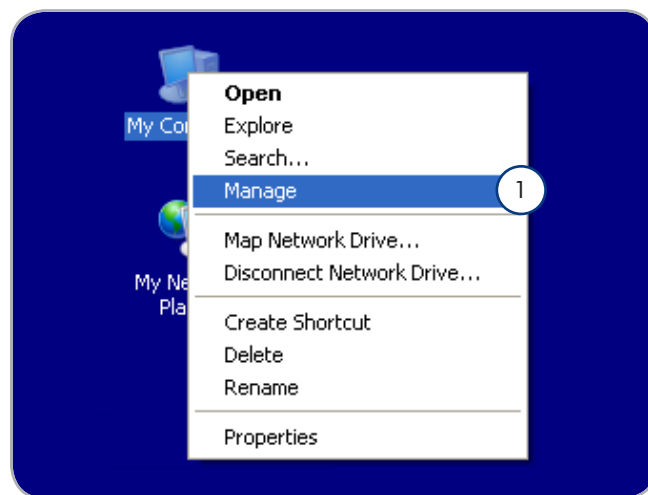 My Co
Open
Explore
Search...
Manage
1
Map Network Drive...
Disconnect Network Drive...
My Ne
Pla
Create Shortcut
Delete
Rename
Properties